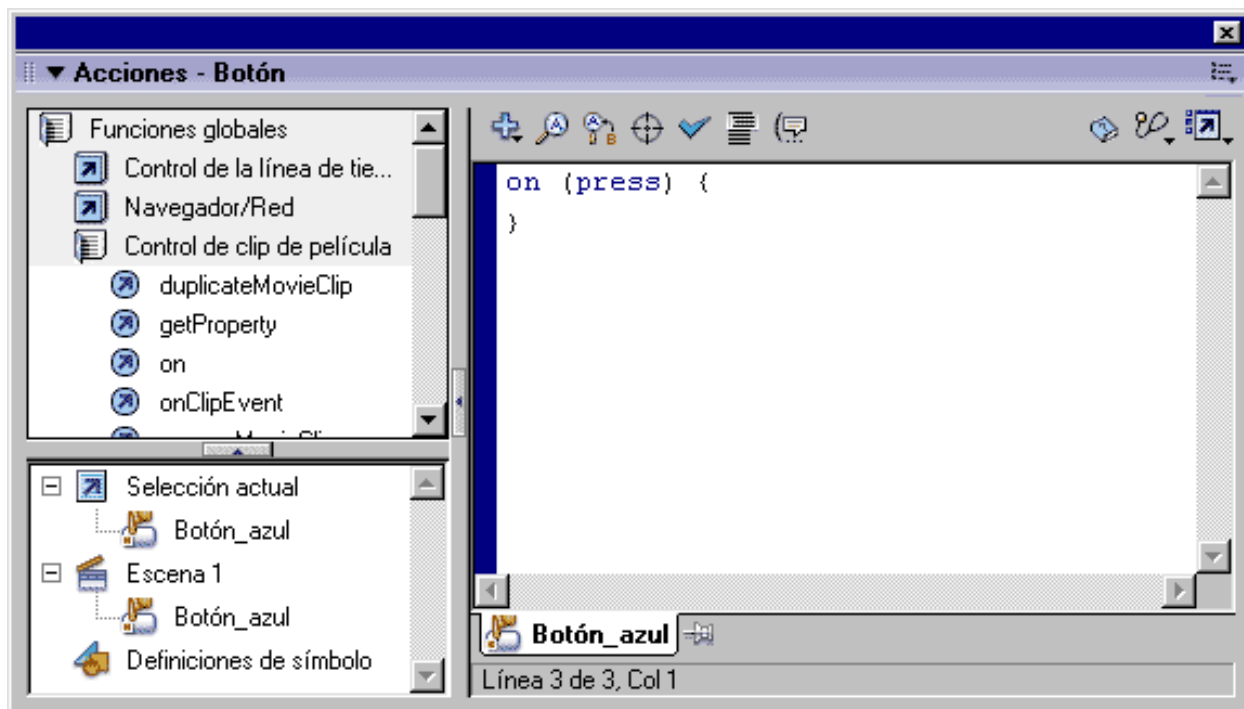 Acciones - Botón
Funciones globales
Control de la línea de tie...
Navegador/Red
Control de clip de película
duplicateMovieClip
getProperty
on
onClipEvent
Selección actual
Botón_azul
Escena 1
Botón_azul
Definiciones de símbolo
on (press) {
}
Botón_azul
Línea 3 de 3, Col 1